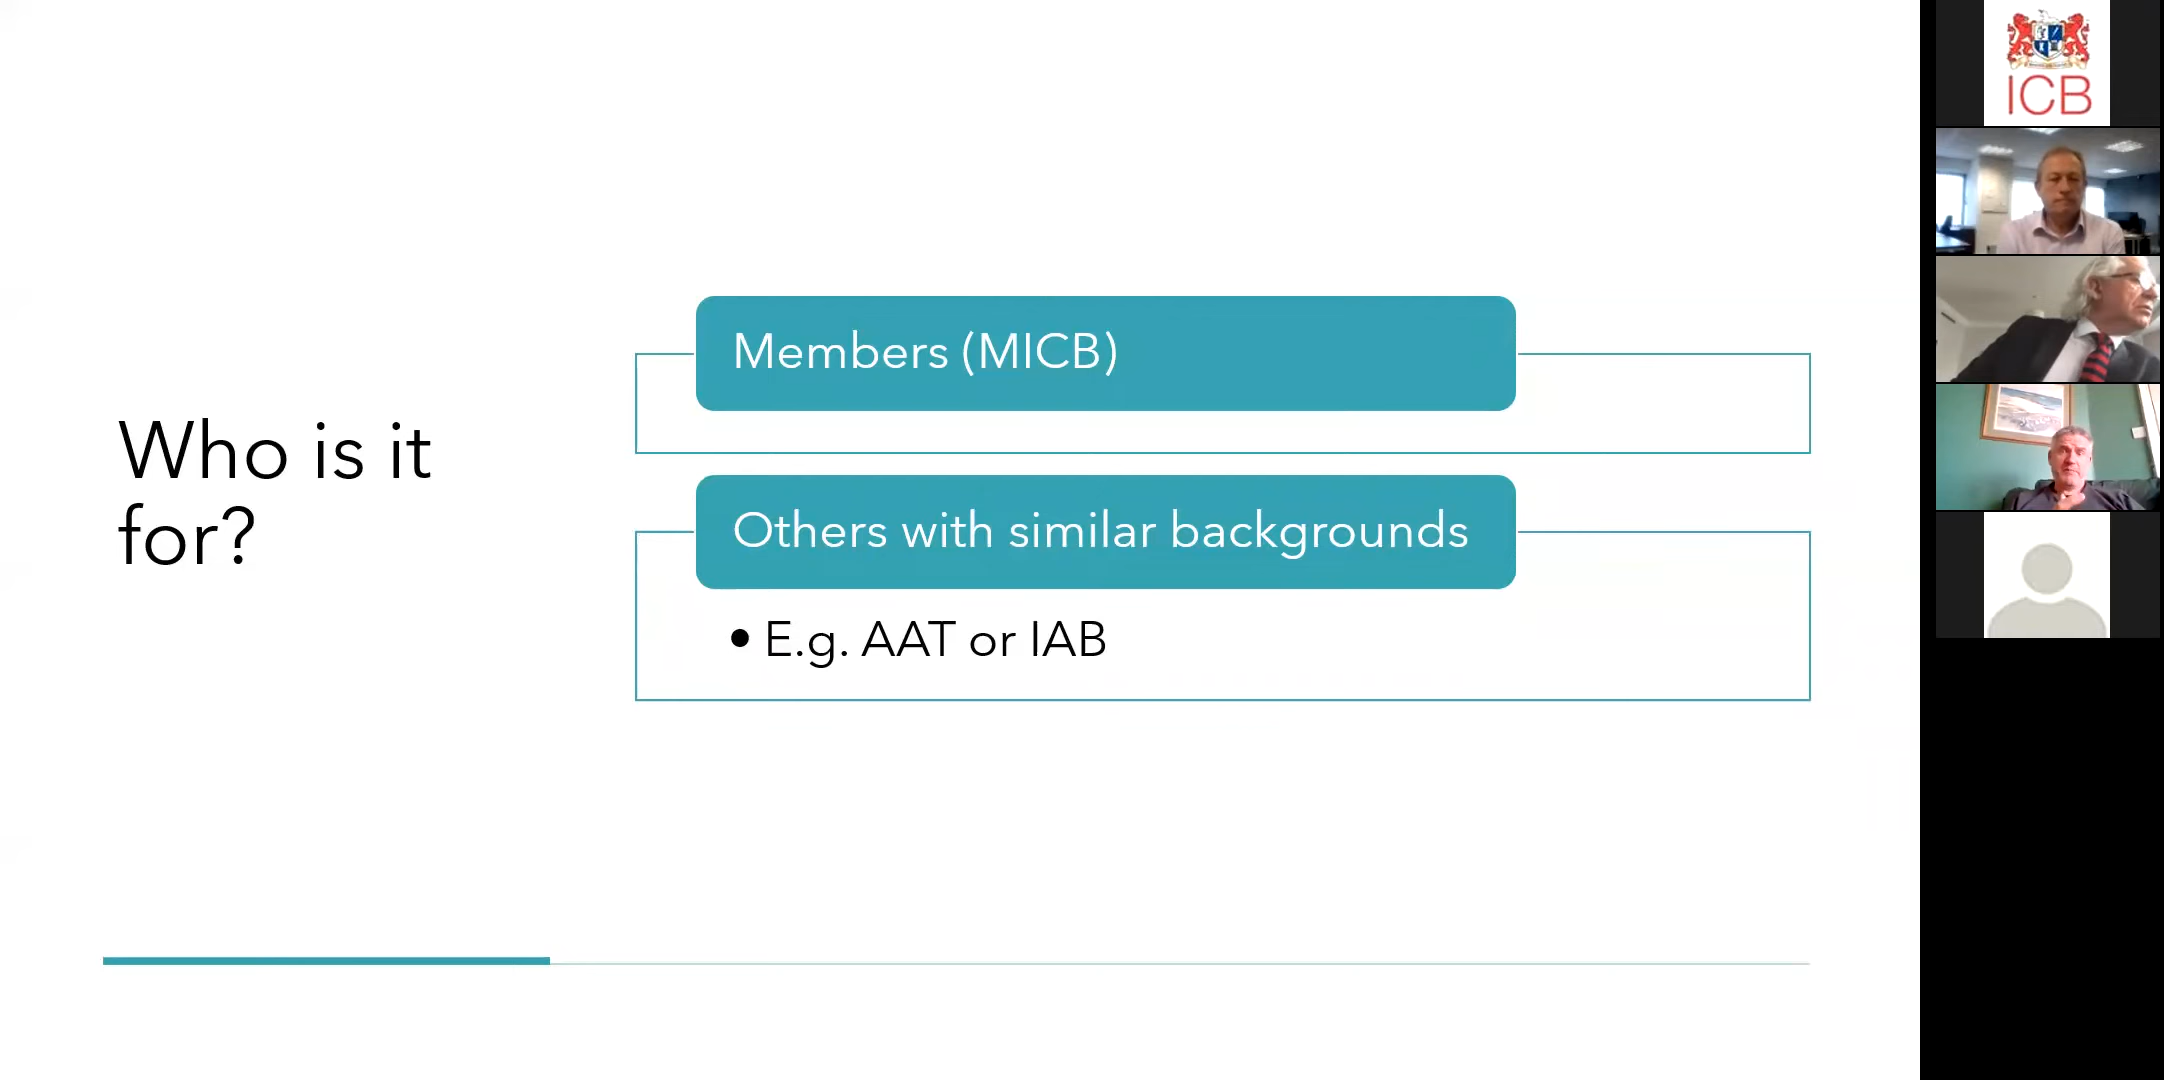 Who is it
for?
Members (MICB)
Others with similar backgrounds
• E.g. AAT or IAB
ICB